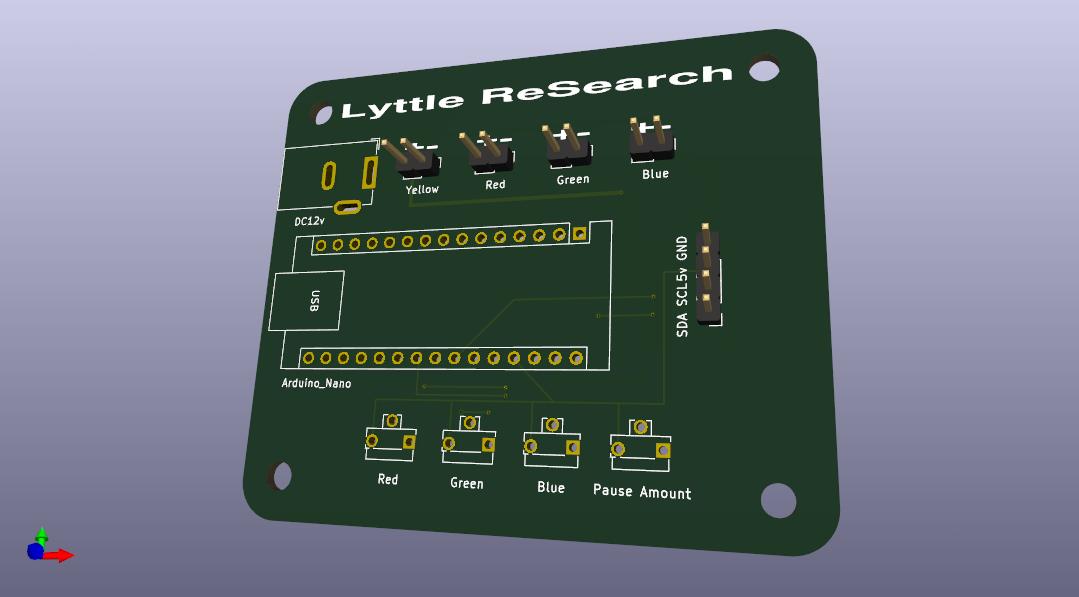 Lyttle ReSearch
Yellow
Red
Green
Blue
DC12v
USB
SDA SCL5v GND
Arduino_Nano
Red
Green
Blue
Pause Amount